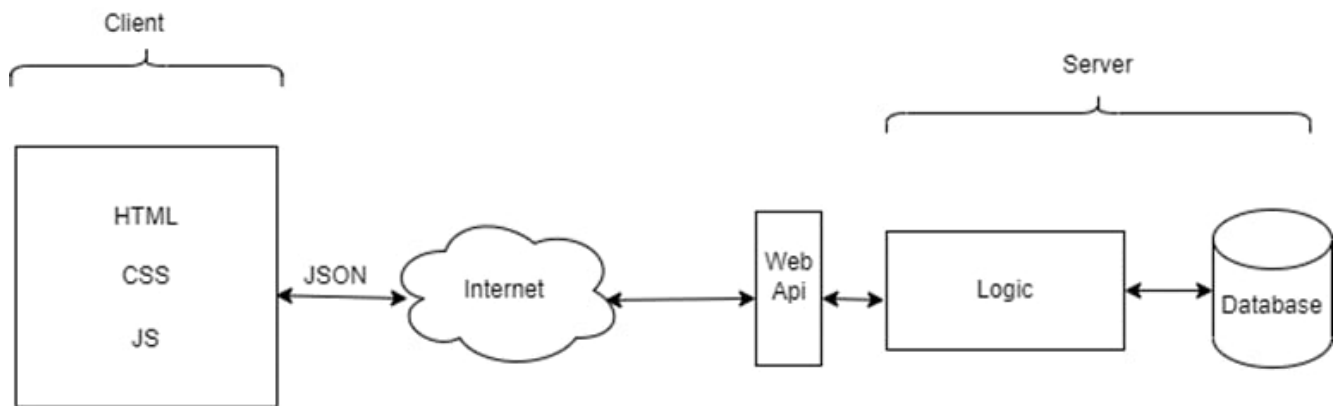 Client
Server
HTML
CSS
JS
JSON
Internet
Web
Api
Logic
Database